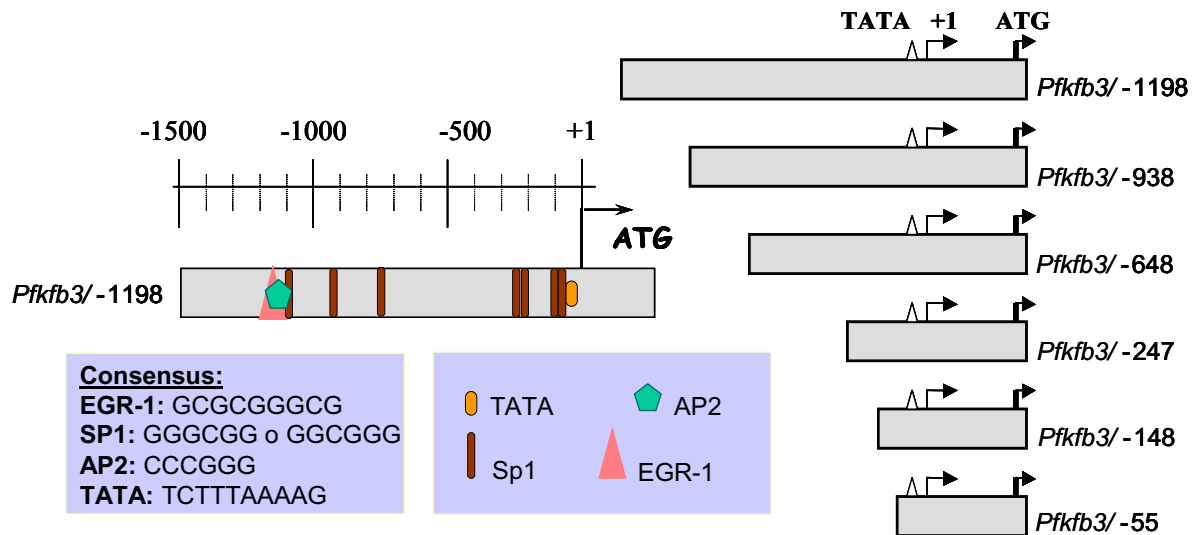 TATA +1 ATG
Pfkfb3/ -1198
Pfkfb3/ -938
Pfkfb3/ -648
Pfkfb3/ -247
Pfkfb3/ -148
Pfkfb3/ -55
-1500 -1000 -500 +1
ATG
Pfkfb3/ -1198
Consensus:
EGR-1: GCGCGGGCG
SP1: GGGCGG o GGCGGG
AP2: CCCGGG
TATA: TCTTTAAAAG
TATA AP2
Sp1 EGR-1